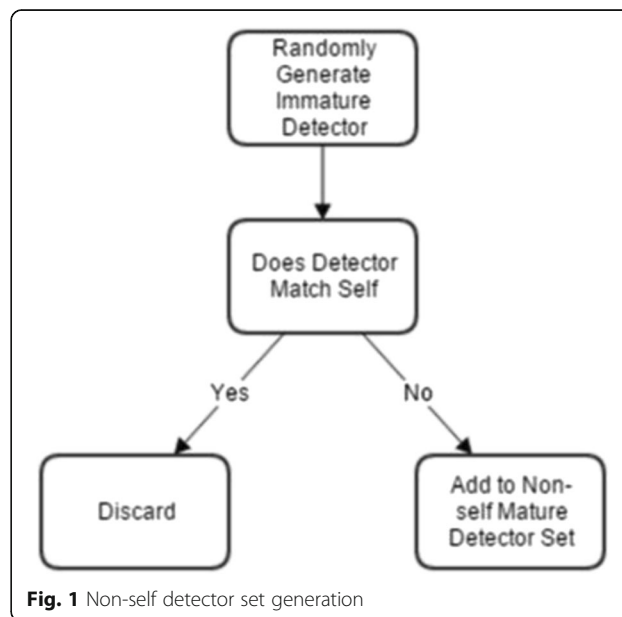 Randomly
Generate
Immature
Detector
Does Detector
Match Self
Yes
No
Discard
Add to Non-
self Mature
Detector Set
Fig. 1 Non-self detector set generation